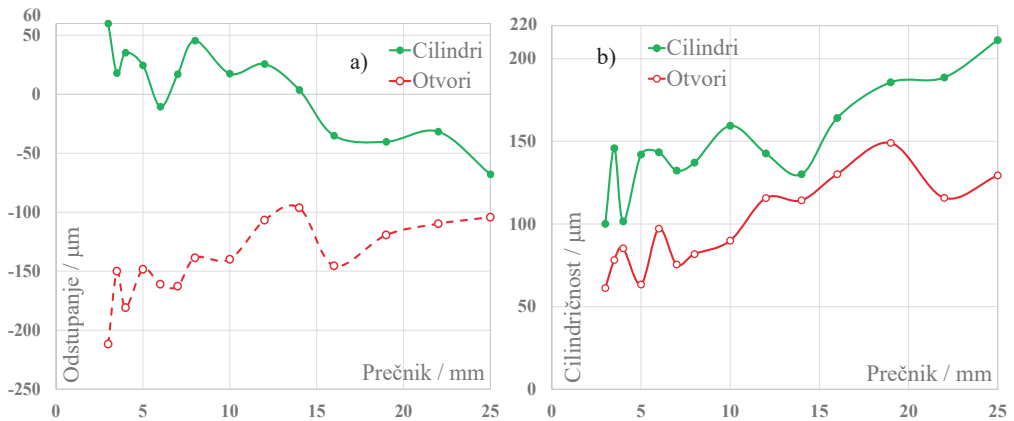 60
50
0
-50
-100
-150
-200
-250
0
5
10
15
20
25
Odstupanje / µm
Prečnik / mm
a)
Cilindri
Otvori
220
200
150
100
50
0
0
5
10
15
20
25
Cilindričnost / µm
Prečnik / mm
b)
Cilindri
Otvori